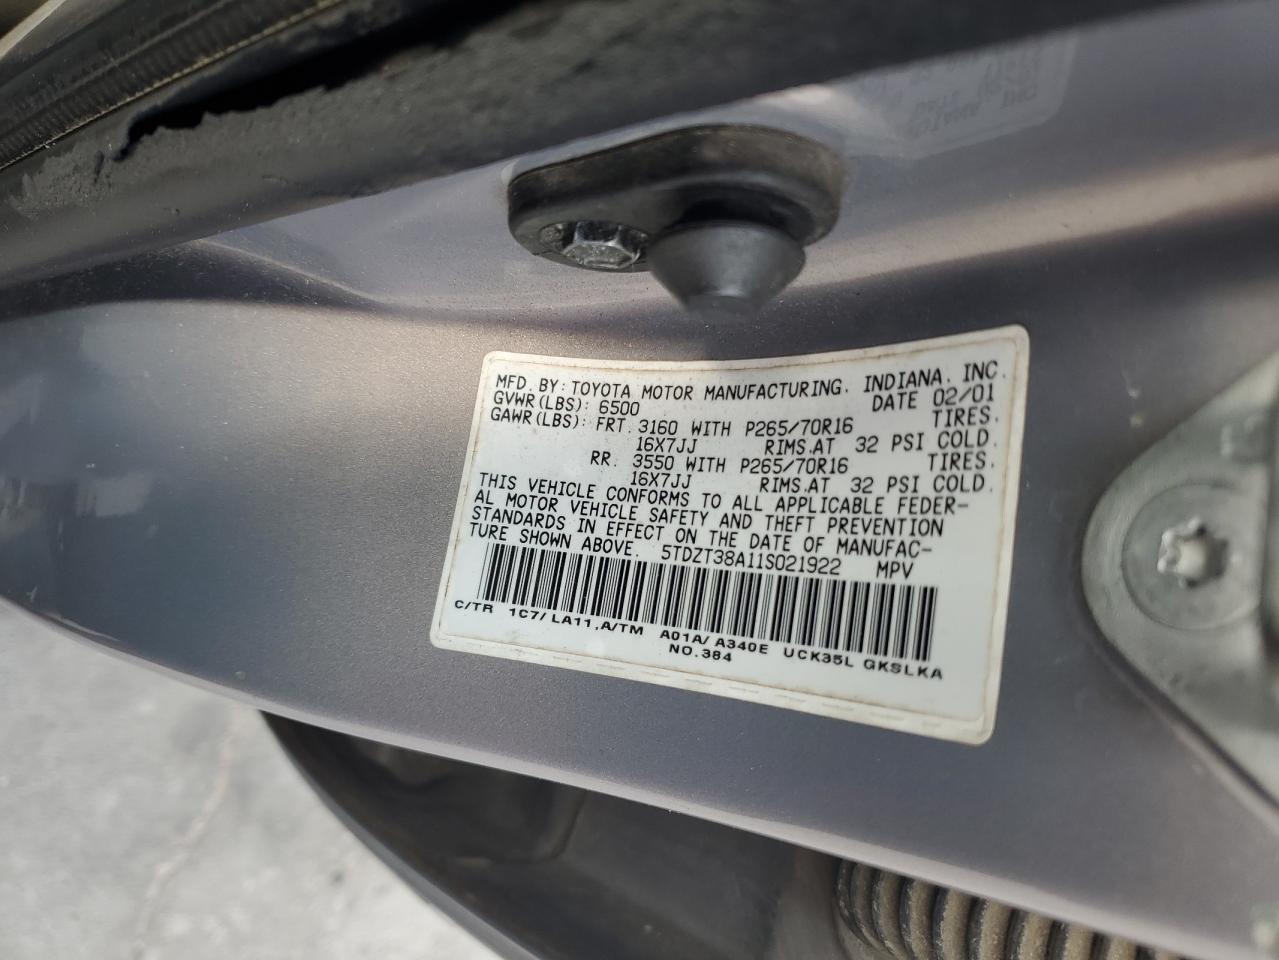 MFD. BY: TOYOTA MOTOR MANUFACTURING, INDIANA, INC.
GVWR(LBS): 6500 DATE 02/01
GAWR(LBS): FRT. 3160 WITH P265/70R16 TIRES.
16X7JJ RIMS.AT 32 PSI COLD.
RR. 3550 WITH P265/70R16 TIRES.
16X7JJ RIMS.AT 32 PSI COLD.
THIS VEHICLE CONFORMS TO ALL APPLICABLE FEDER-
AL MOTOR VEHICLE SAFETY AND THEFT PREVENTION
STANDARDS IN EFFECT ON THE DATE OF MANUFAC-
TURE SHOWN ABOVE. 5TDZT38A11S021922 MPV
C/TR 1C7/LA11,A/TM A01A/A340E UCK35L GKSLKA
NO.384